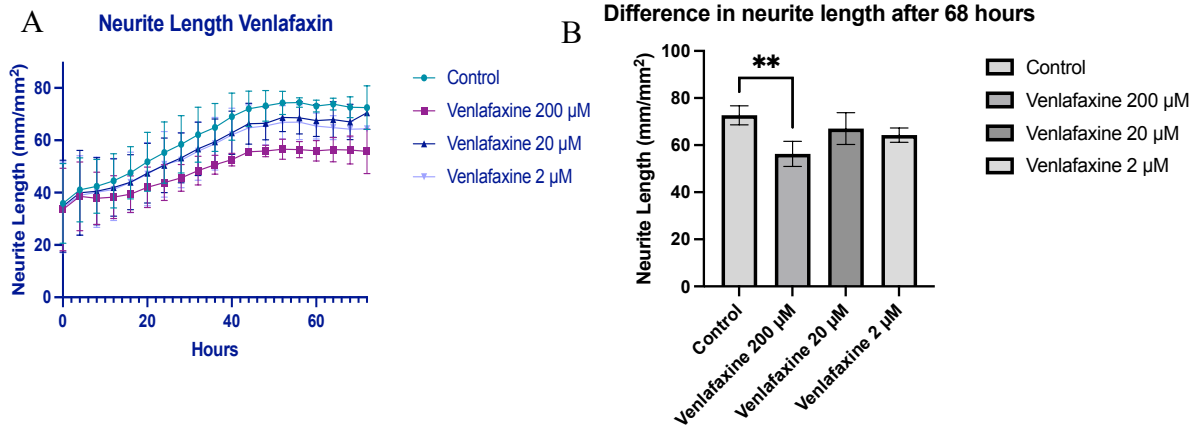 A
Neurite Length Venlafaxin
Neurite Length (mm/mm²)
80
60
40
20
0
0
20
40
60
Hours
Control
Venlafaxine 200 µM
Venlafaxine 20 µM
Venlafaxine 2 µM
B
Difference in neurite length after 68 hours
Neurite Length (mm/mm²)
100
80
60
40
20
0
**
Control
Venlafaxine 200 µM
Venlafaxine 20 µM
Venlafaxine 2 µM
Control
Venlafaxine 200 µM
Venlafaxine 20 µM
Venlafaxine 2 µM